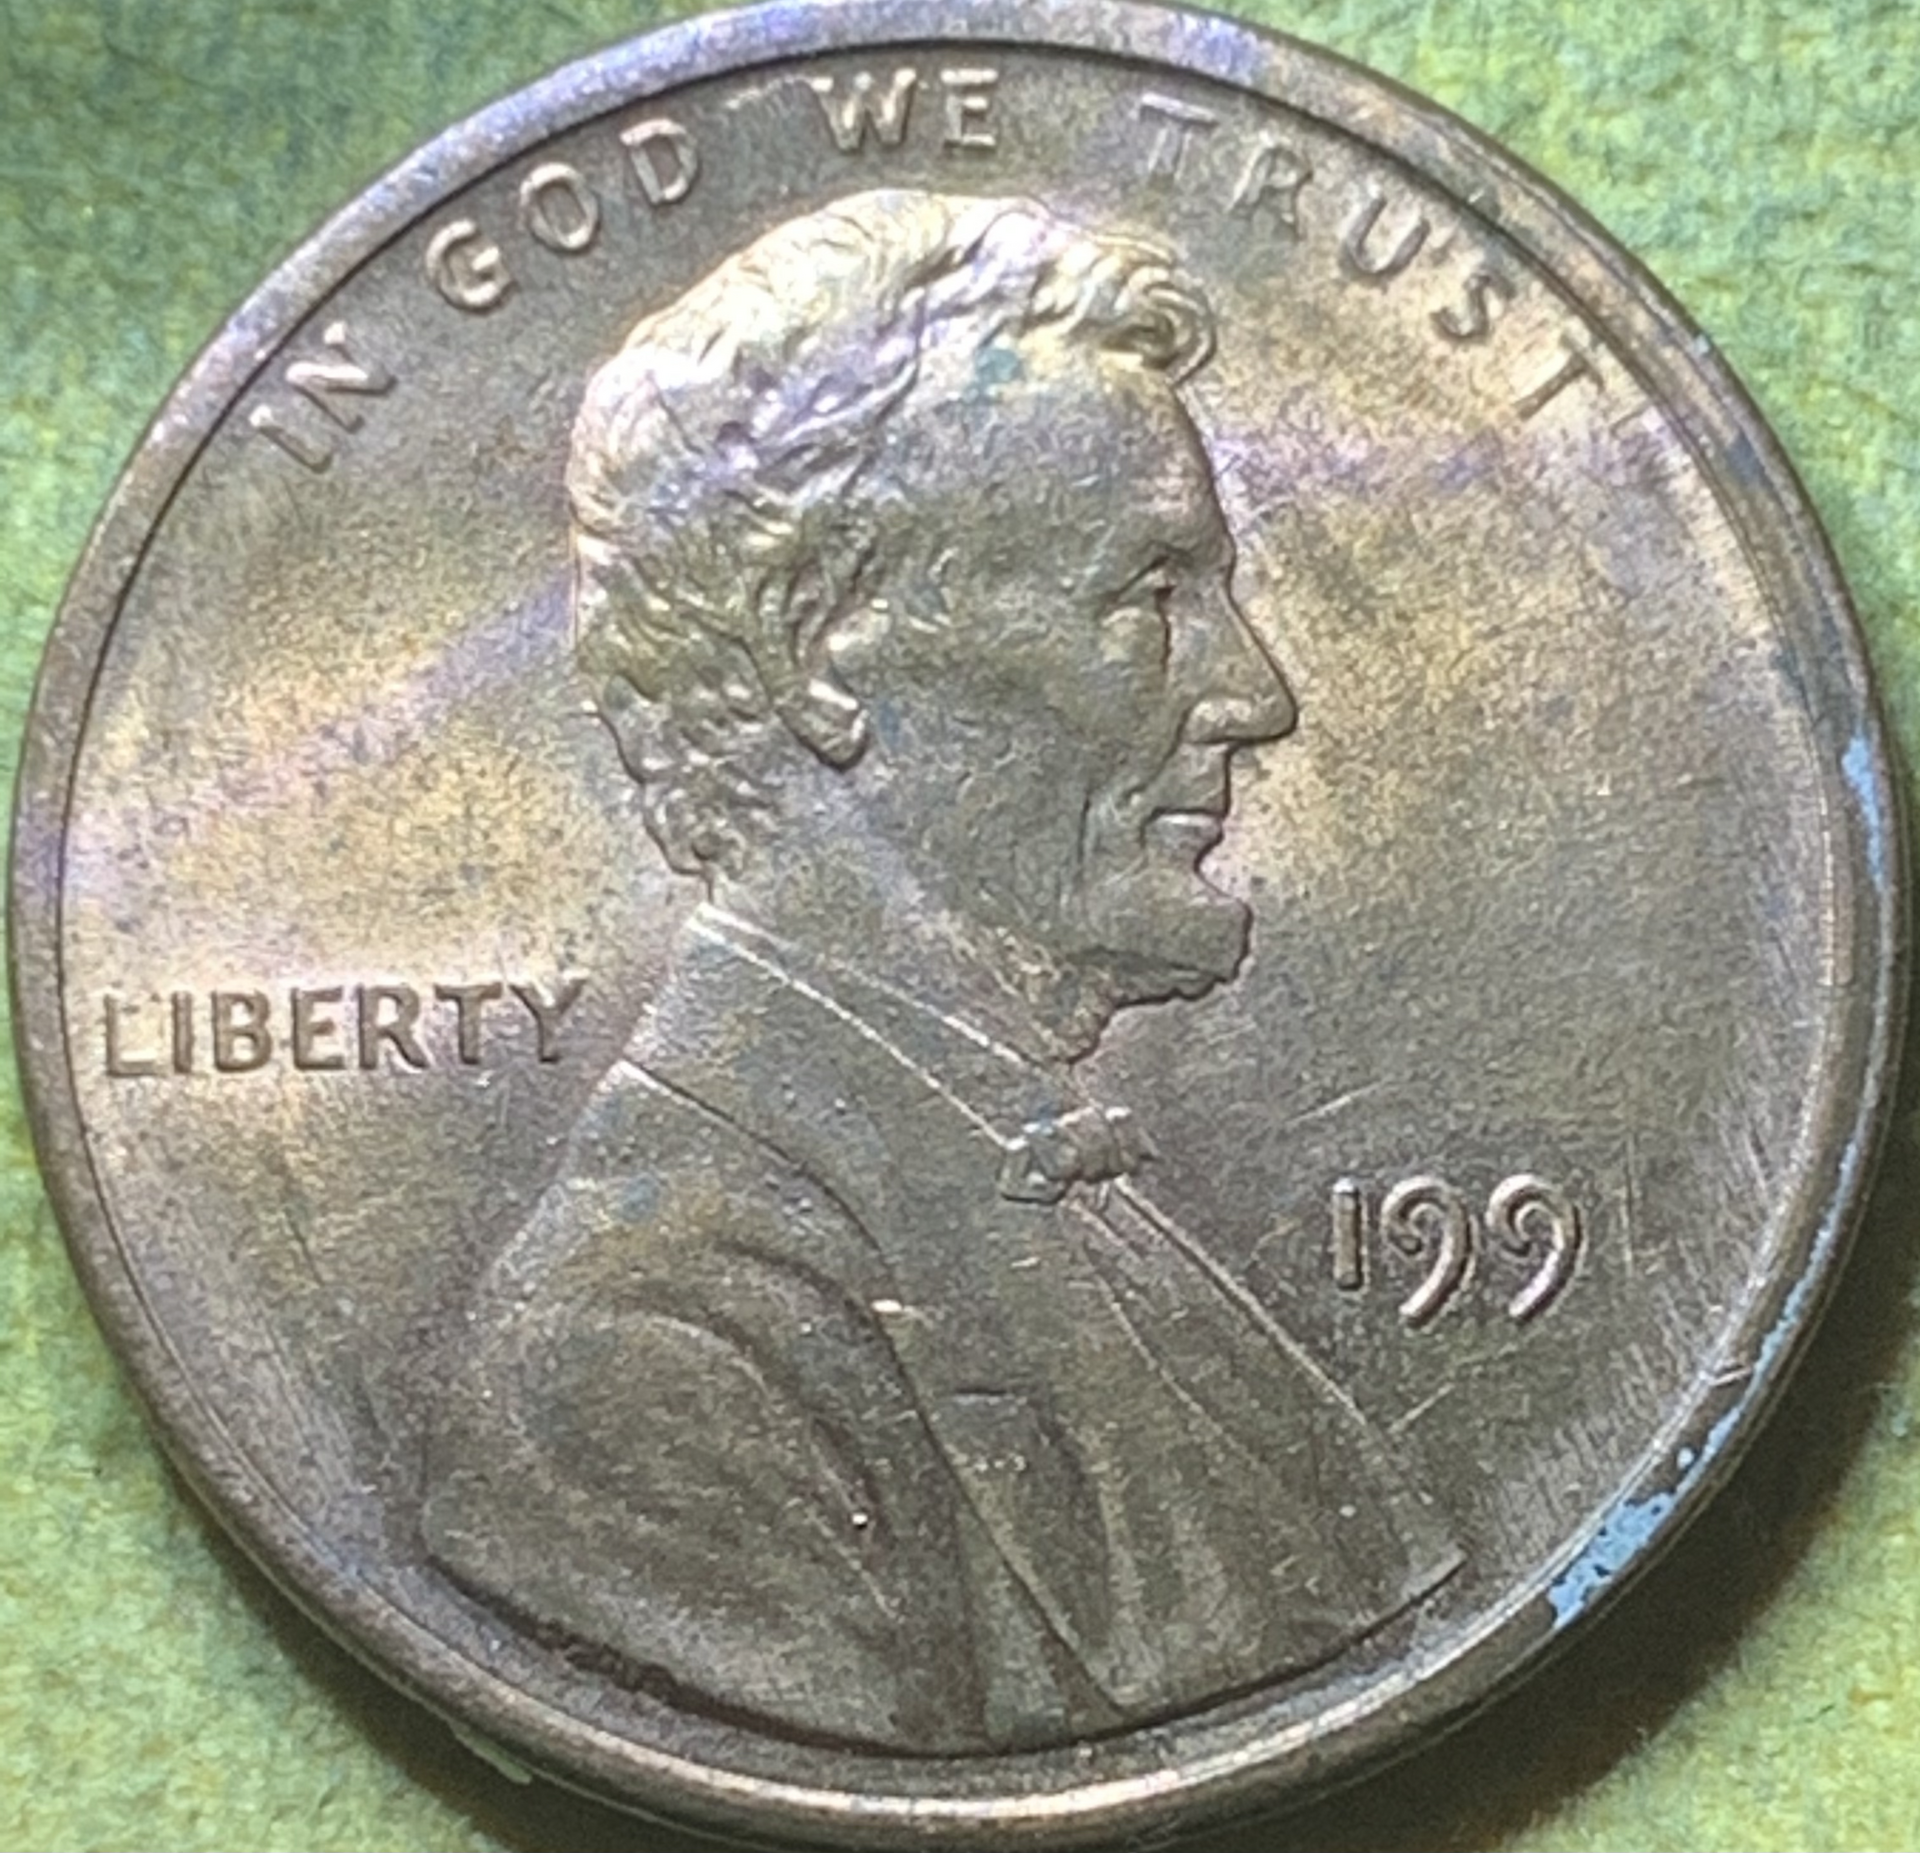 IN GOD WE TRUST
LIBERTY
199